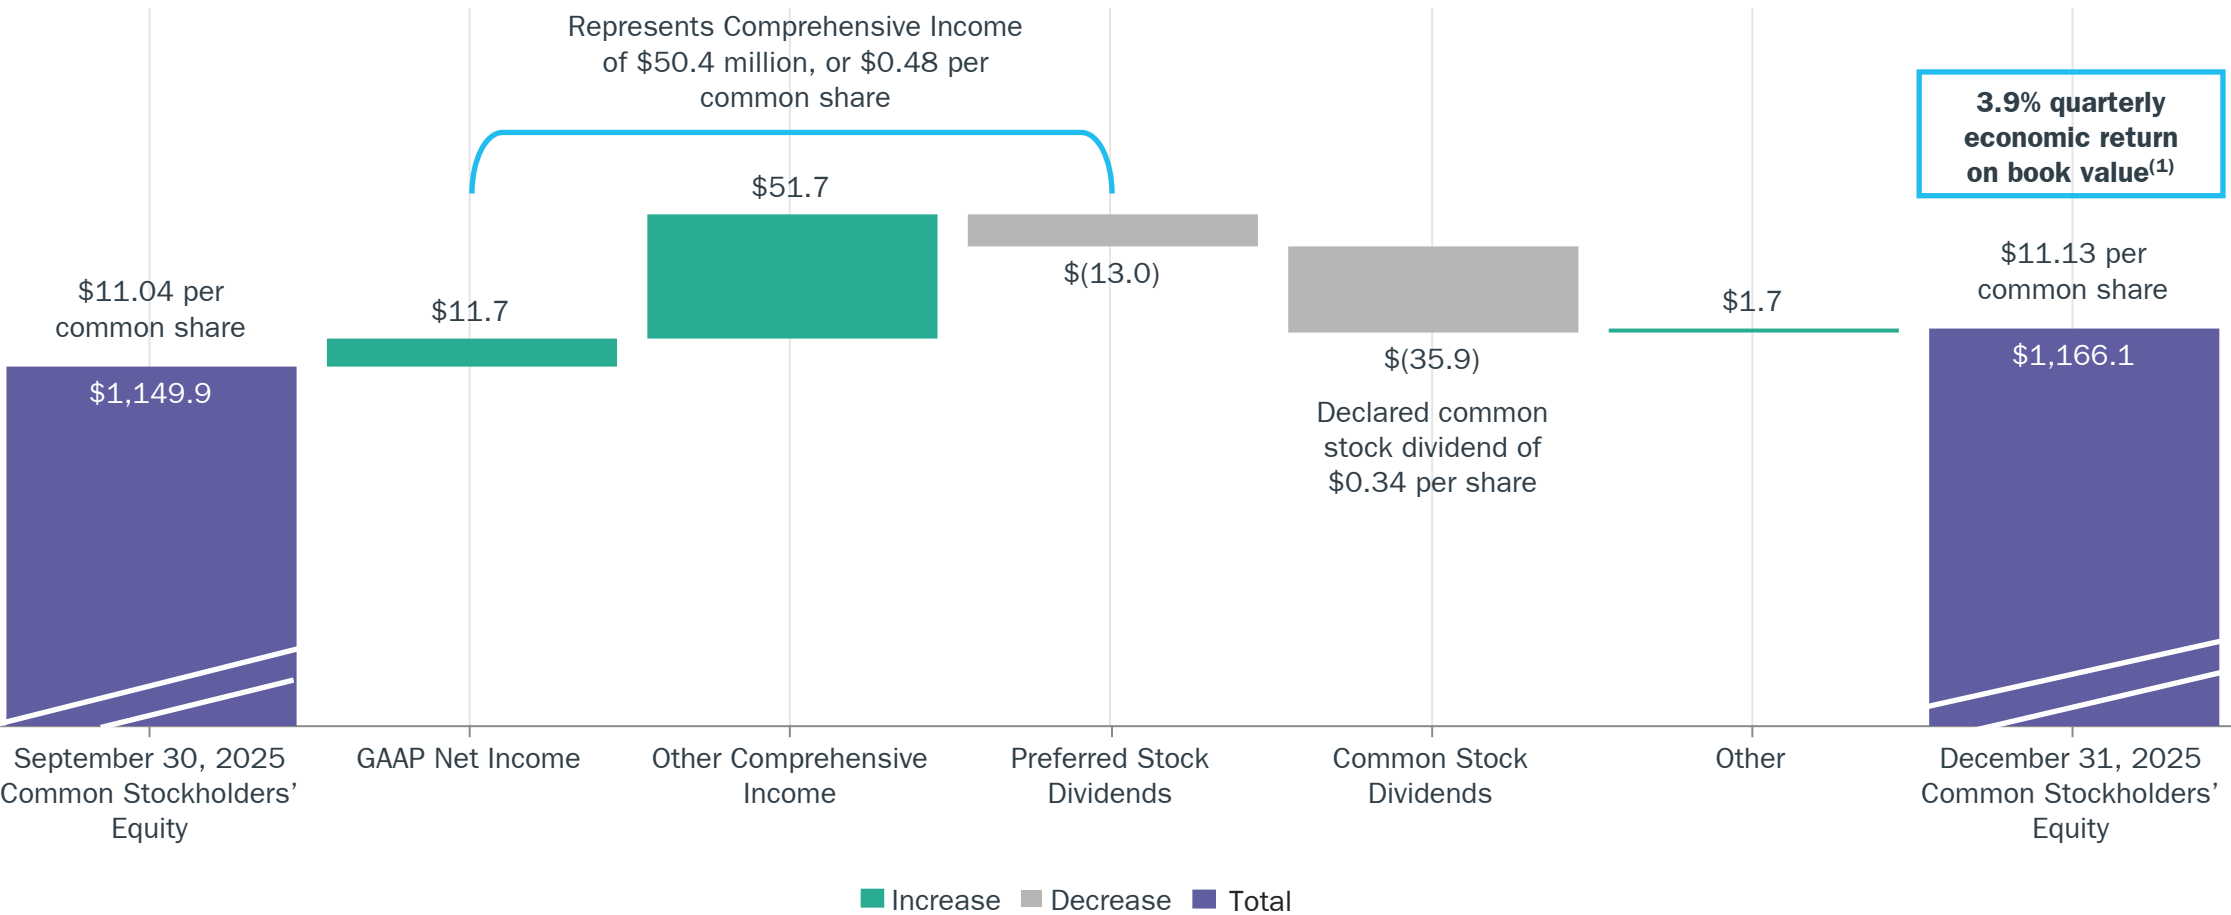 Represents Comprehensive Income
of $50.4 million, or $0.48 per
common share
3.9% quarterly
economic return
on book value(1)
$51.7
$11.04 per
common share
$11.7
$(13.0)
$1.7
$11.13 per
common share
$1,149.9
$(35.9)
$1,166.1
Declared common
stock dividend of
$0.34 per share
September 30, 2025
Common Stockholders’
Equity
GAAP Net Income
Other Comprehensive
Income
Preferred Stock
Dividends
Common Stock
Dividends
Other
December 31, 2025
Common Stockholders’
Equity
Increase
Decrease
Total